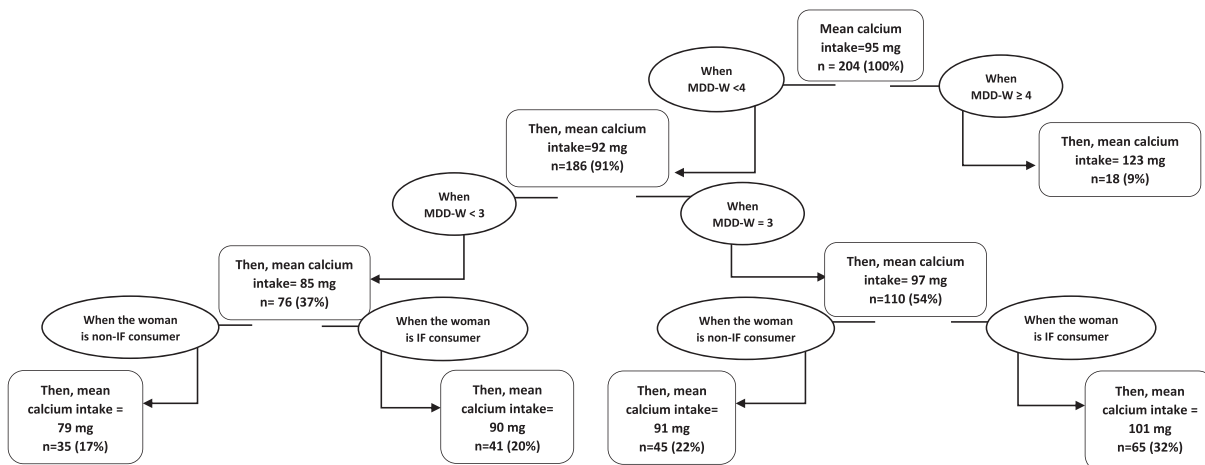 Mean calcium
intake=95 mg
n = 204 (100%)
When
MDD-W <4
When
MDD-W ≥ 4
Then, mean calcium
intake=92 mg
n=186 (91%)
Then, mean calcium
intake= 123 mg
n=18 (9%)
When
MDD-W < 3
When
MDD-W = 3
Then, mean calcium
intake= 85 mg
n= 76 (37%)
Then, mean calcium
intake= 97 mg
n=110 (54%)
When the woman
is non-IF consumer
When the woman
is IF consumer
When the woman
is non-IF consumer
When the woman
is IF consumer
Then, mean
calcium intake =
79 mg
n=35 (17%)
Then, mean
calcium intake=
90 mg
n=41 (20%)
Then, mean
calcium intake=
91 mg
n=45 (22%)
Then, mean
calcium intake =
101 mg
n=65 (32%)